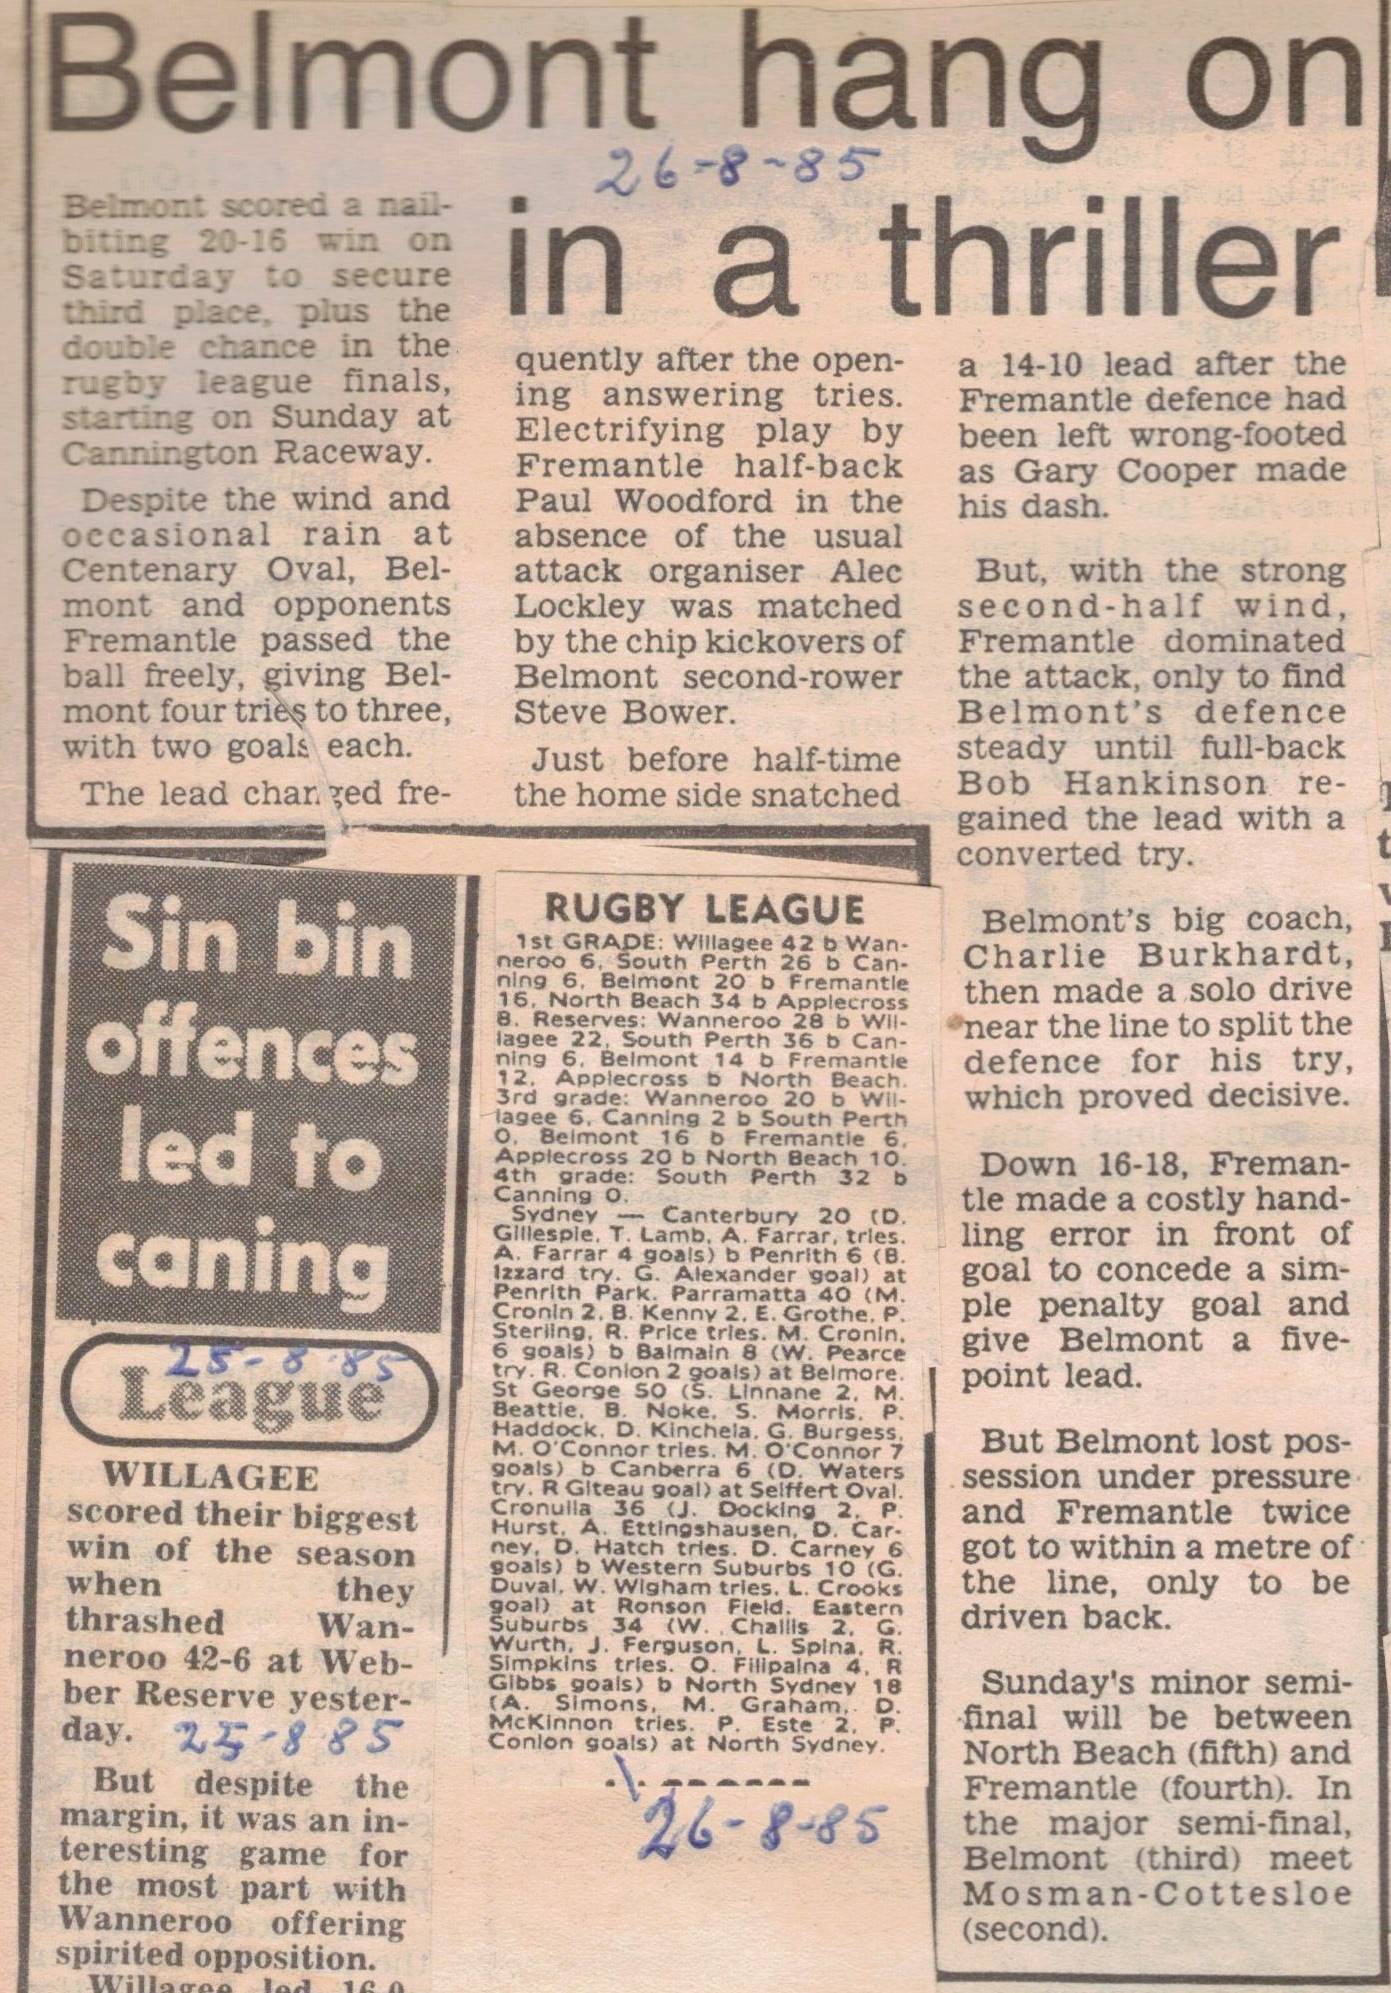 Belmont hang on
in a thriller
26-8-85
Belmont scored a nail-
biting 20-16 win on
Saturday to secure
third place, plus the
double chance in the
rugby league finals,
starting on Sunday at
Cannington Raceway.
Despite the wind and
occasional rain at
Centenary Oval, Bel-
mont and opponents
Fremantle passed the
ball freely, giving Bel-
mont four tries to three,
with two goals each.
The lead changed fre-
quently after the open-
ing answering tries.
Electrifying play by
Fremantle half-back
Paul Woodford in the
absence of the usual
attack organiser Alec
Lockley was matched
by the chip kickovers of
Belmont second-rower
Steve Bower.
Just before half-time
the home side snatched
a 14-10 lead after the
Fremantle defence had
been left wrong-footed
as Gary Cooper made
his dash.
But, with the strong
second-half wind,
Fremantle dominated
the attack, only to find
Belmont's defence
steady until full-back
Bob Hankinson re-
gained the lead with a
converted try.
Belmont's big coach,
Charlie Burkhardt,
then made a solo drive
near the line to split the
defence for his try,
which proved decisive.
Down 16-18, Freman-
tle made a costly hand-
ling error in front of
goal to concede a sim-
ple penalty goal and
give Belmont a five-
point lead.
But Belmont lost pos-
session under pressure
and Fremantle twice
got to within a metre of
the line, only to be
driven back.
Sunday's minor semi-
final will be between
North Beach (fifth) and
Fremantle (fourth). In
the major semi-final,
Belmont (third) meet
Mosman-Cottesloe
(second).
Sin bin
offences
led to
caning
25-8-85
League
WILLAGEE
scored their biggest
win of the season
when they
thrashed Wan-
neroo 42-6 at Web-
ber Reserve yester-
day.
25-8 85
But despite the
margin, it was an in-
teresting game for
the most part with
Wanneroo offering
spirited opposition.
Willagee led 16-0
RUGBY LEAGUE
1st GRADE: Willagee 42 b Wan-
neroo 6, South Perth 26 b Can-
ning 6, Belmont 20 b Fremantle
16, North Beach 34 b Applecross
8. Reserves: Wanneroo 28 b Wil-
lagee 22, South Perth 36 b Can-
ning 6, Belmont 14 b Fremantle
12, Applecross b North Beach.
3rd grade: Wanneroo 20 b Wil-
lagee 6, Canning 2 b South Perth
0, Belmont 16 b Fremantle 6,
Applecross 20 b North Beach 10.
4th grade: South Perth 32 b
Canning 0.
Sydney — Canterbury 20 (D.
Gillespie, T. Lamb, A. Farrar, tries.
A. Farrar 4 goals) b Penrith 6 (B.
Izzard try. G. Alexander goal) at
Penrith Park. Parramatta 40 (M.
Cronin 2, B. Kenny 2, E. Grothe, P.
Sterling, R. Price tries. M. Cronin,
6 goals) b Balmain 8 (W. Pearce
try. R. Conlon 2 goals) at Belmore.
St George 50 (S. Linnane 2, M.
Beattie, B. Noke, S. Morris, P.
Haddock, D. Kinchela, G. Burgess,
M. O'Connor tries. M. O'Connor 7
goals) b Canberra 6 (D. Waters
try. R Giteau goal) at Seiffert Oval.
Cronulla 36 (J. Docking 2, P.
Hurst, A. Ettingshausen, D. Car-
ney, D. Hatch tries. D. Carney 6
goals) b Western Suburbs 10 (G.
Duval, W. Wigham tries. L. Crooks
goal) at Ronson Field. Eastern
Suburbs 34 (W. Challis 2, G.
Wurth, J. Ferguson, L. Spina, R.
Simpkins tries. O. Filipaina 4, R
Gibbs goals) b North Sydney 18
(A. Simons, M. Graham, D.
McKinnon tries. P. Este 2, P.
Conlon goals) at North Sydney.
26-8-85